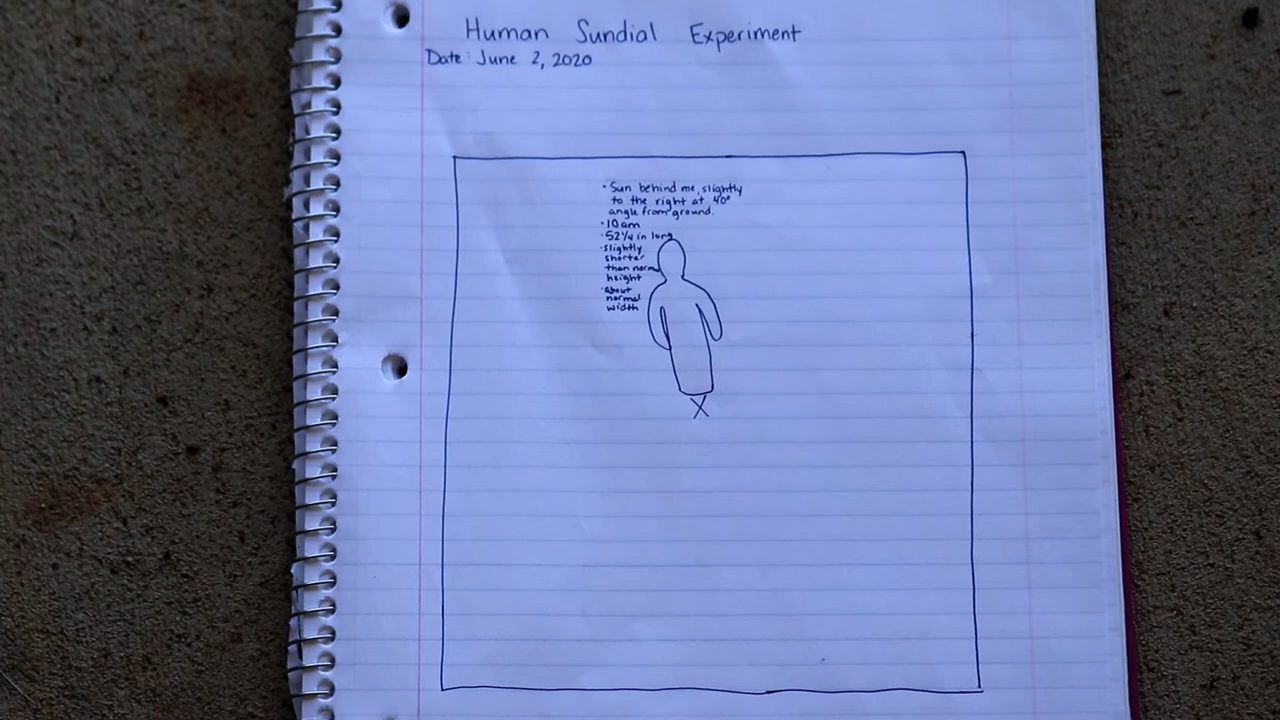 Human Sundial Experiment
Date: June 2, 2020
• Sun behind me, slightly
to the right at 40°
angle from ground.
• 10 am
• 52 1/4 in long
• slightly
shorter
than norm
height
• about
normal
width
X